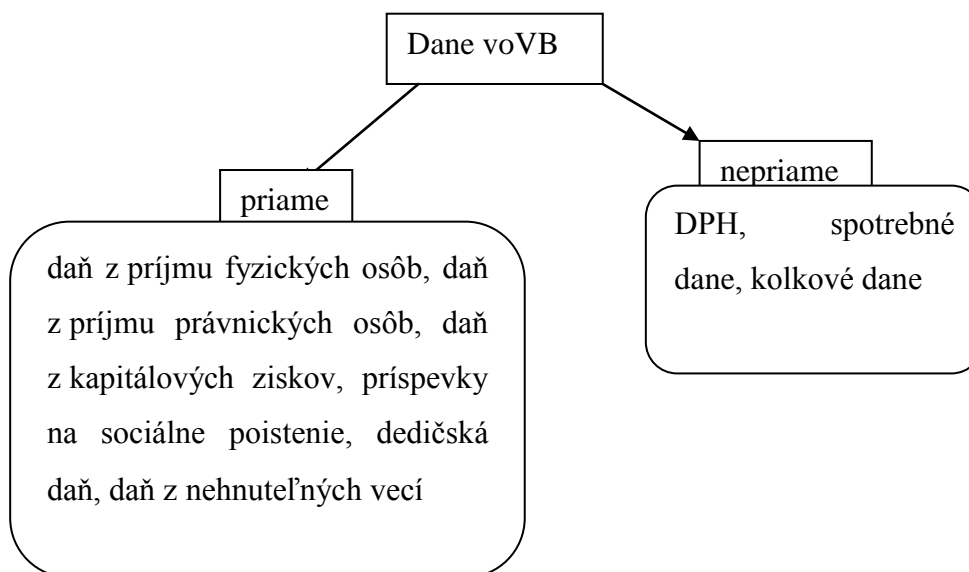 Dane voVB
priame
daň z príjmu fyzických osôb, daň
z príjmu právnických osôb, daň
z kapitálových ziskov, príspevky
na sociálne poistenie, dedičská
daň, daň z nehnuteľných vecí
nepriame
DPH, spotrebné
dane, kolkové dane